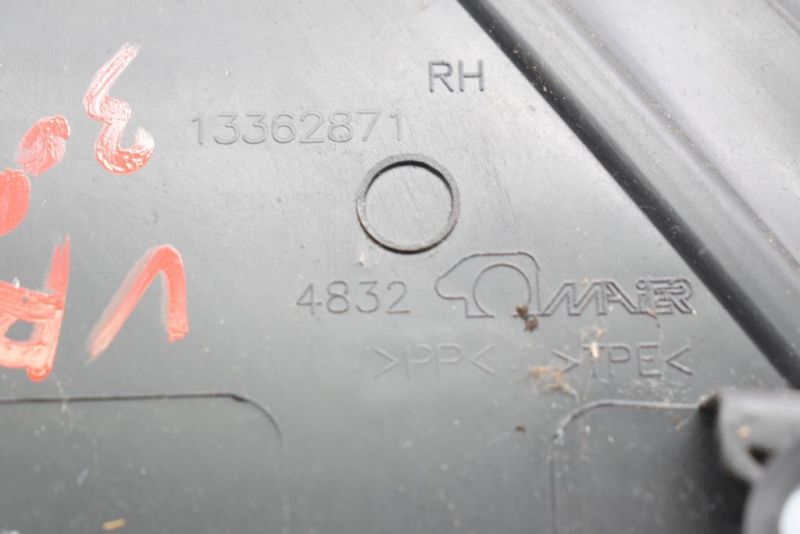 RH
13362871
4832 MAiER
>PP< >TPE<